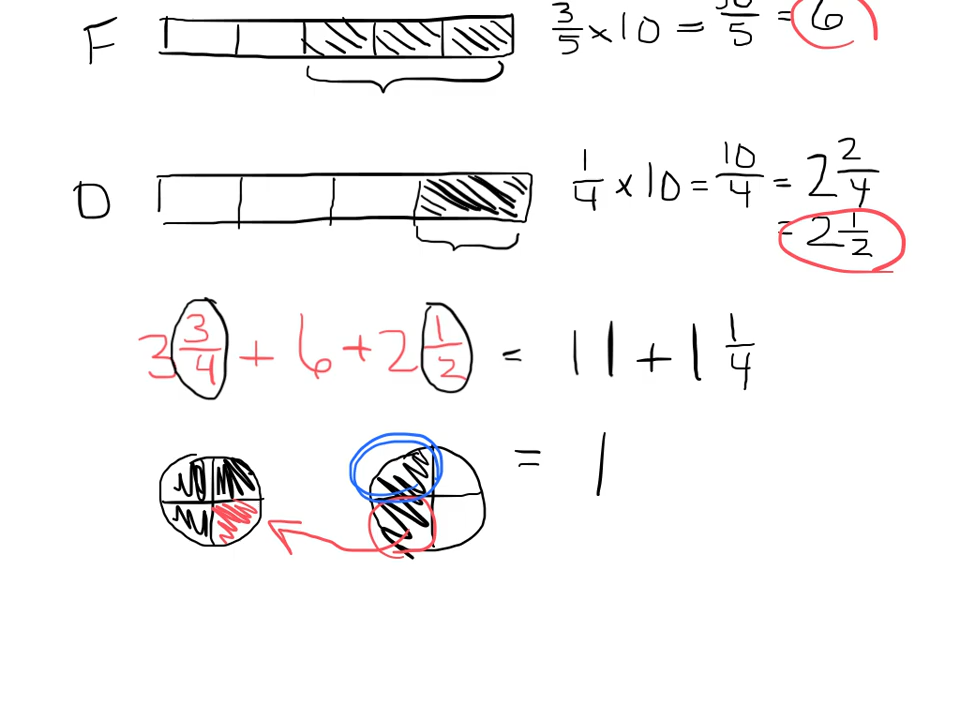 F 3/5 x 10 = 30/5 = 6
D 1/4 x 10 = 10/4 = 2 2/4
= 2 1/2
3 3/4 + 6 + 2 1/2 = 11 + 1 1/4
= 1